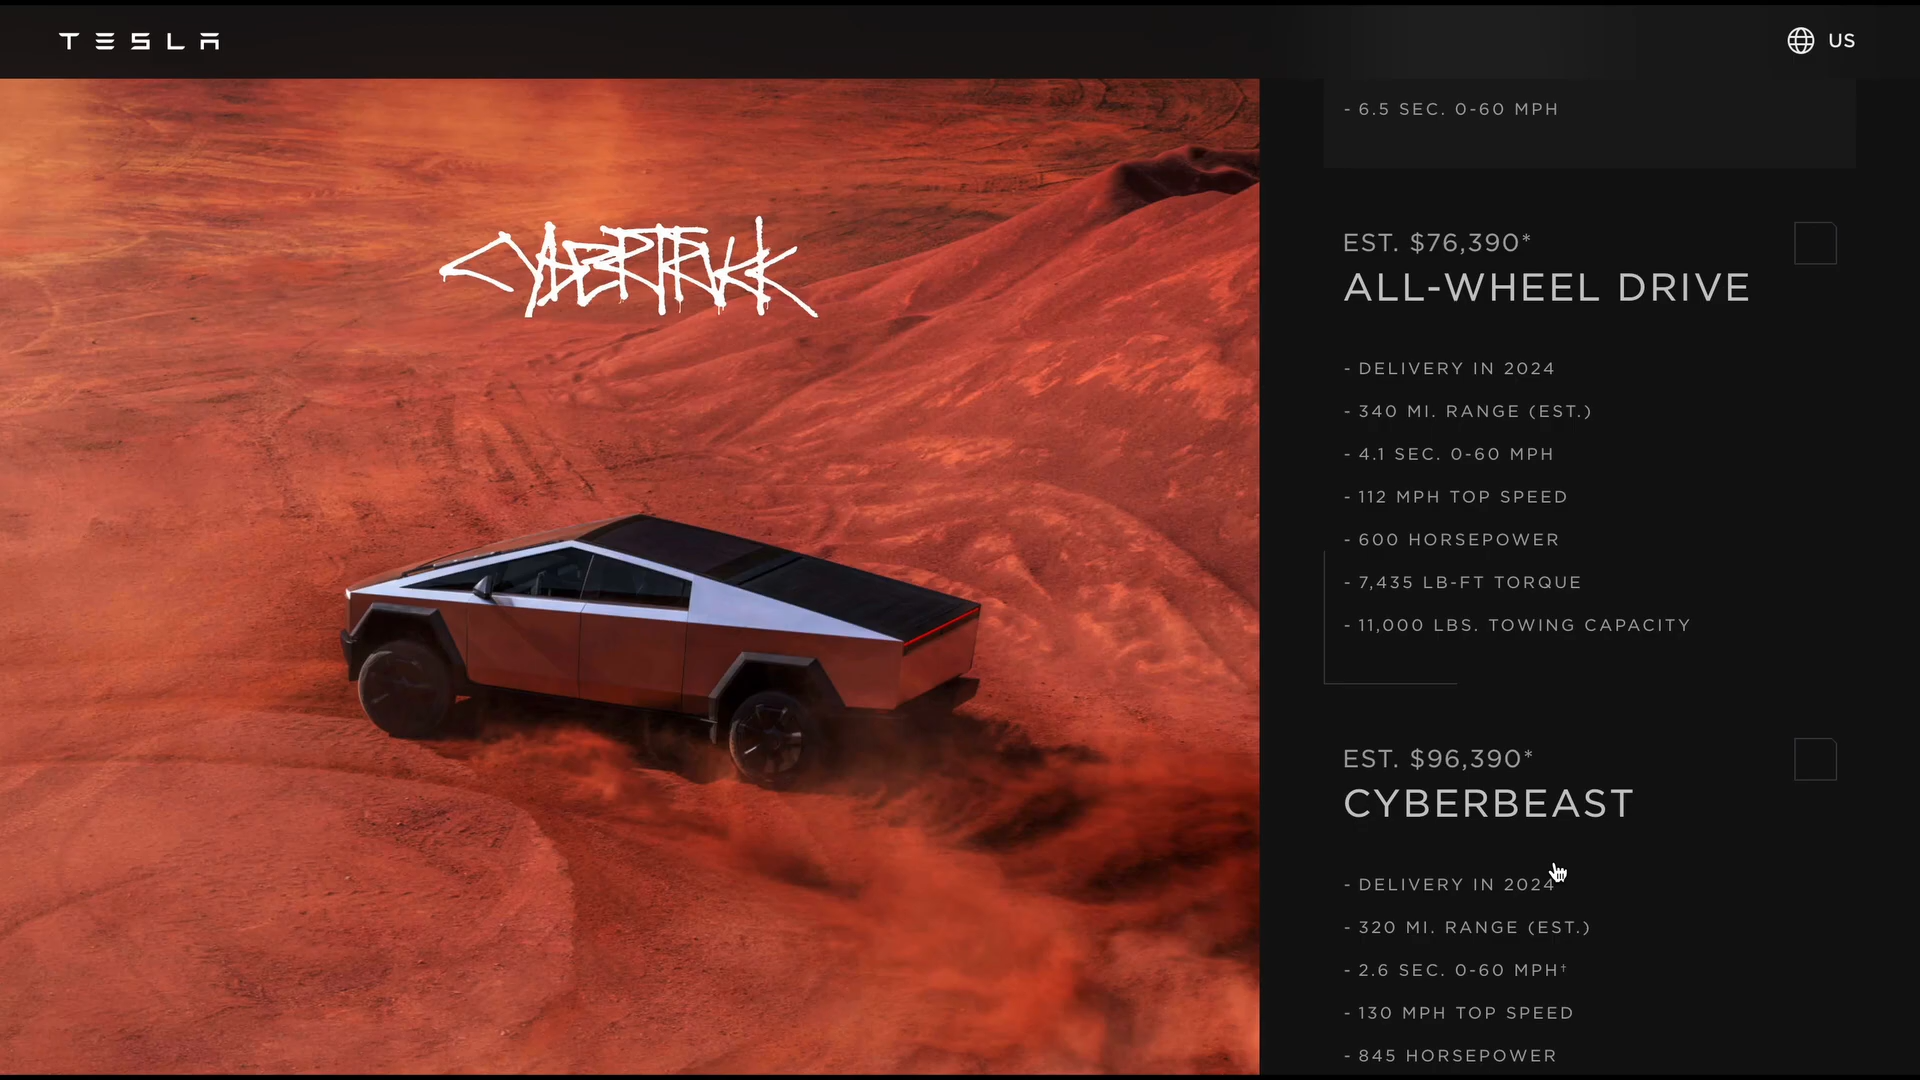 TESLA
US
CYBERTRUCK
- 6.5 SEC. 0-60 MPH
EST. $76,390*
ALL-WHEEL DRIVE
- DELIVERY IN 2024
- 340 MI. RANGE (EST.)
- 4.1 SEC. 0-60 MPH
- 112 MPH TOP SPEED
- 600 HORSEPOWER
- 7,435 LB-FT TORQUE
- 11,000 LBS. TOWING CAPACITY
EST. $96,390*
CYBERBEAST
- DELIVERY IN 2024
- 320 MI. RANGE (EST.)
- 2.6 SEC. 0-60 MPH†
- 130 MPH TOP SPEED
- 845 HORSEPOWER